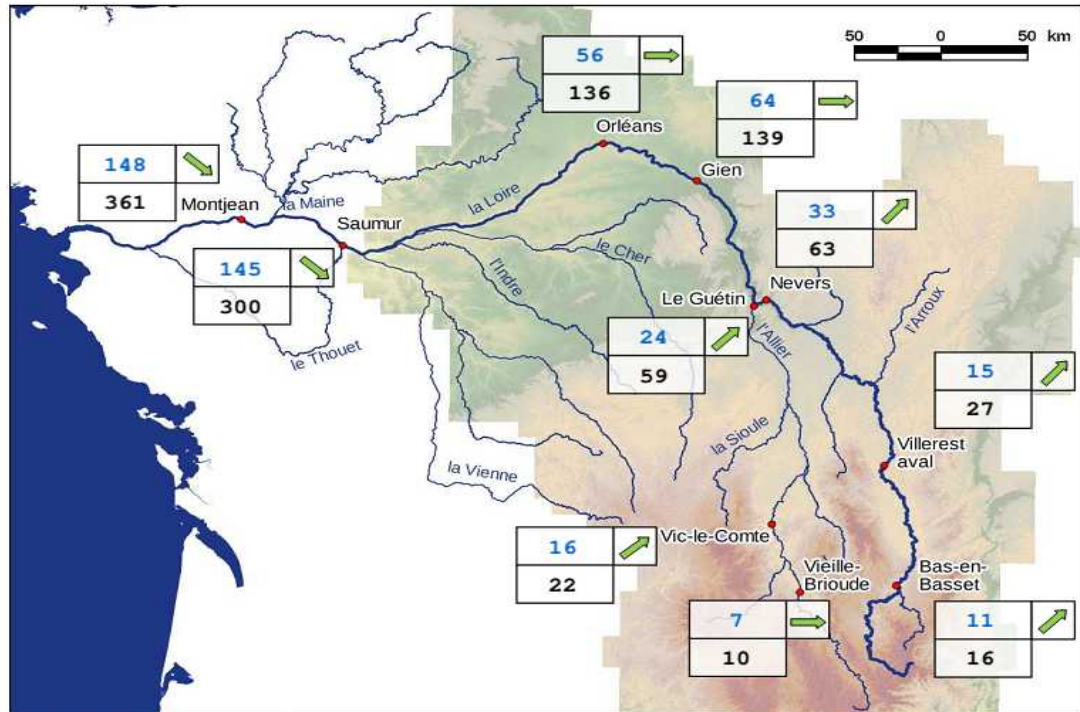 50 0 50 km
56
136
Orléans
64
139
Gien
148
361
Montjean
la Maine
Saumur
la Loire
145
300
le Thouet
le Cher
l'Indre
33
63
Nevers
Le Guétin
l'Allier
l'Arroux
24
59
15
27
Villerest
aval
la Sioule
la Vienne
16
22
Vic-le-Comte
Vieille-
Brioude
7
10
Bas-en-
Basset
11
16